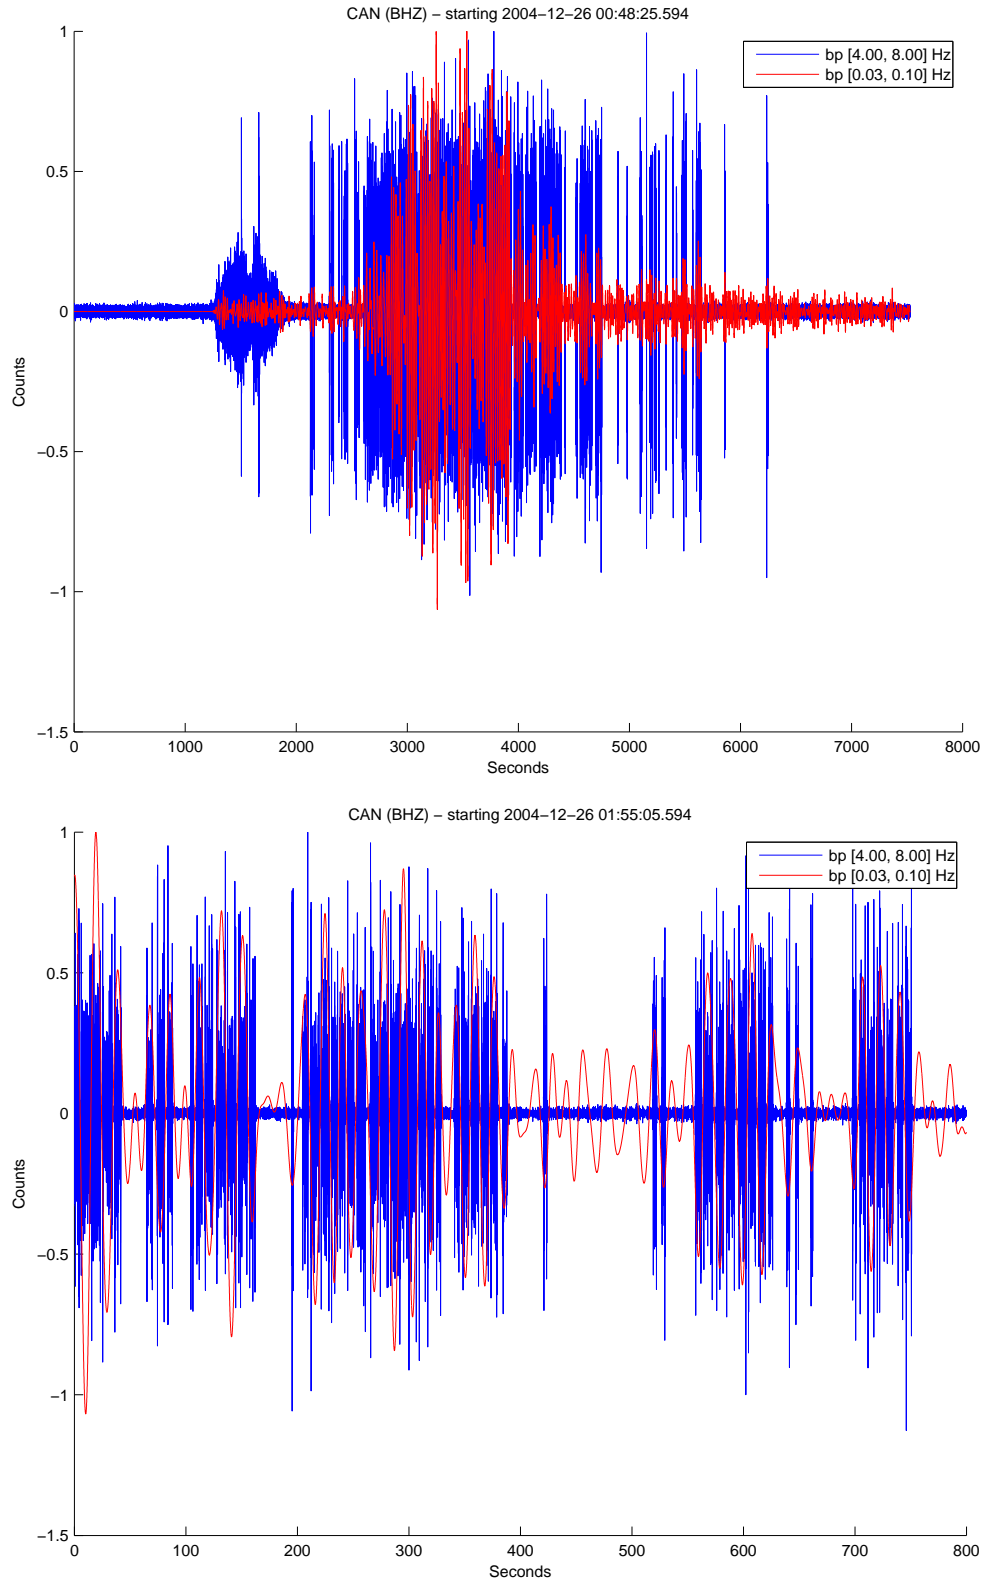 CAN (BHZ) – starting 2004–12–26 00:48:25.594
bp [4.00, 8.00] Hz
bp [0.03, 0.10] Hz
1
0.5
0
–0.5
–1
–1.5
Counts
0 1000 2000 3000 4000 5000 6000 7000 8000
Seconds
CAN (BHZ) – starting 2004–12–26 01:55:05.594
bp [4.00, 8.00] Hz
bp [0.03, 0.10] Hz
1
0.5
0
–0.5
–1
–1.5
Counts
0 100 200 300 400 500 600 700 800
Seconds